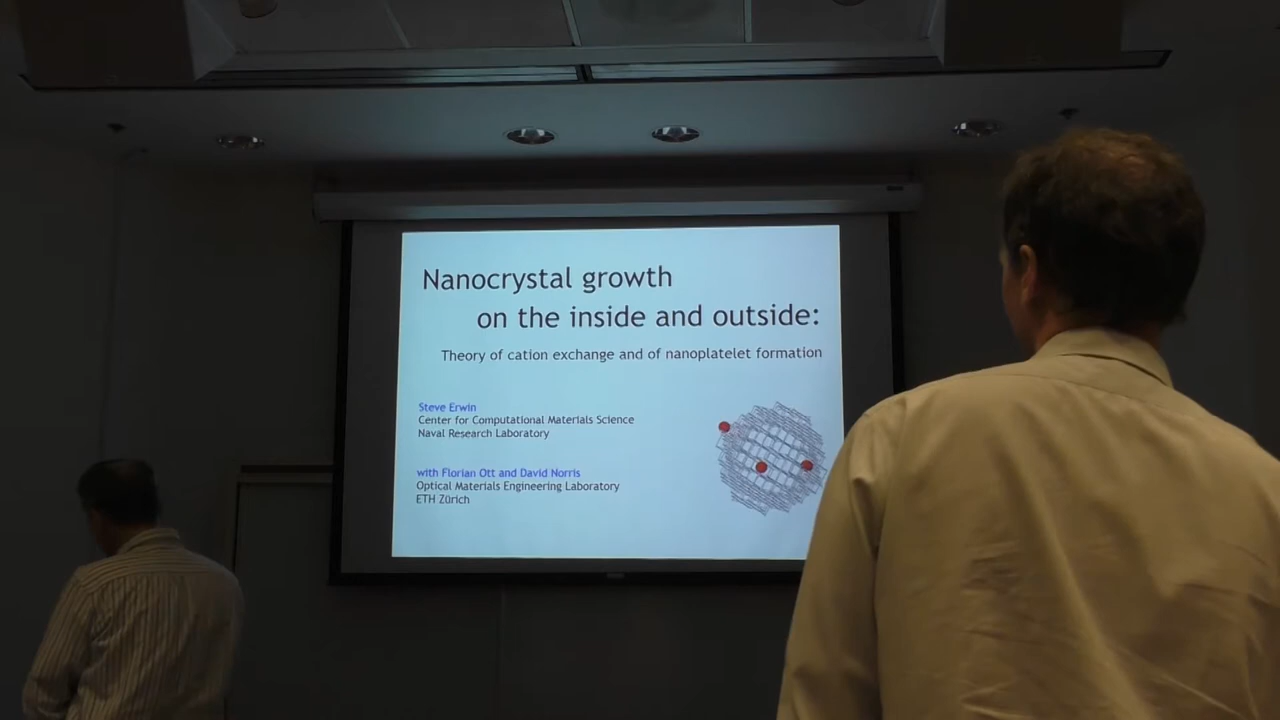 Nanocrystal growth
on the inside and outside:
Theory of cation exchange and of nanoplatelet formation
Steve Erwin
Center for Computational Materials Science
Naval Research Laboratory
with Florian Ott and David Norris
Optical Materials Engineering Laboratory
ETH Zürich